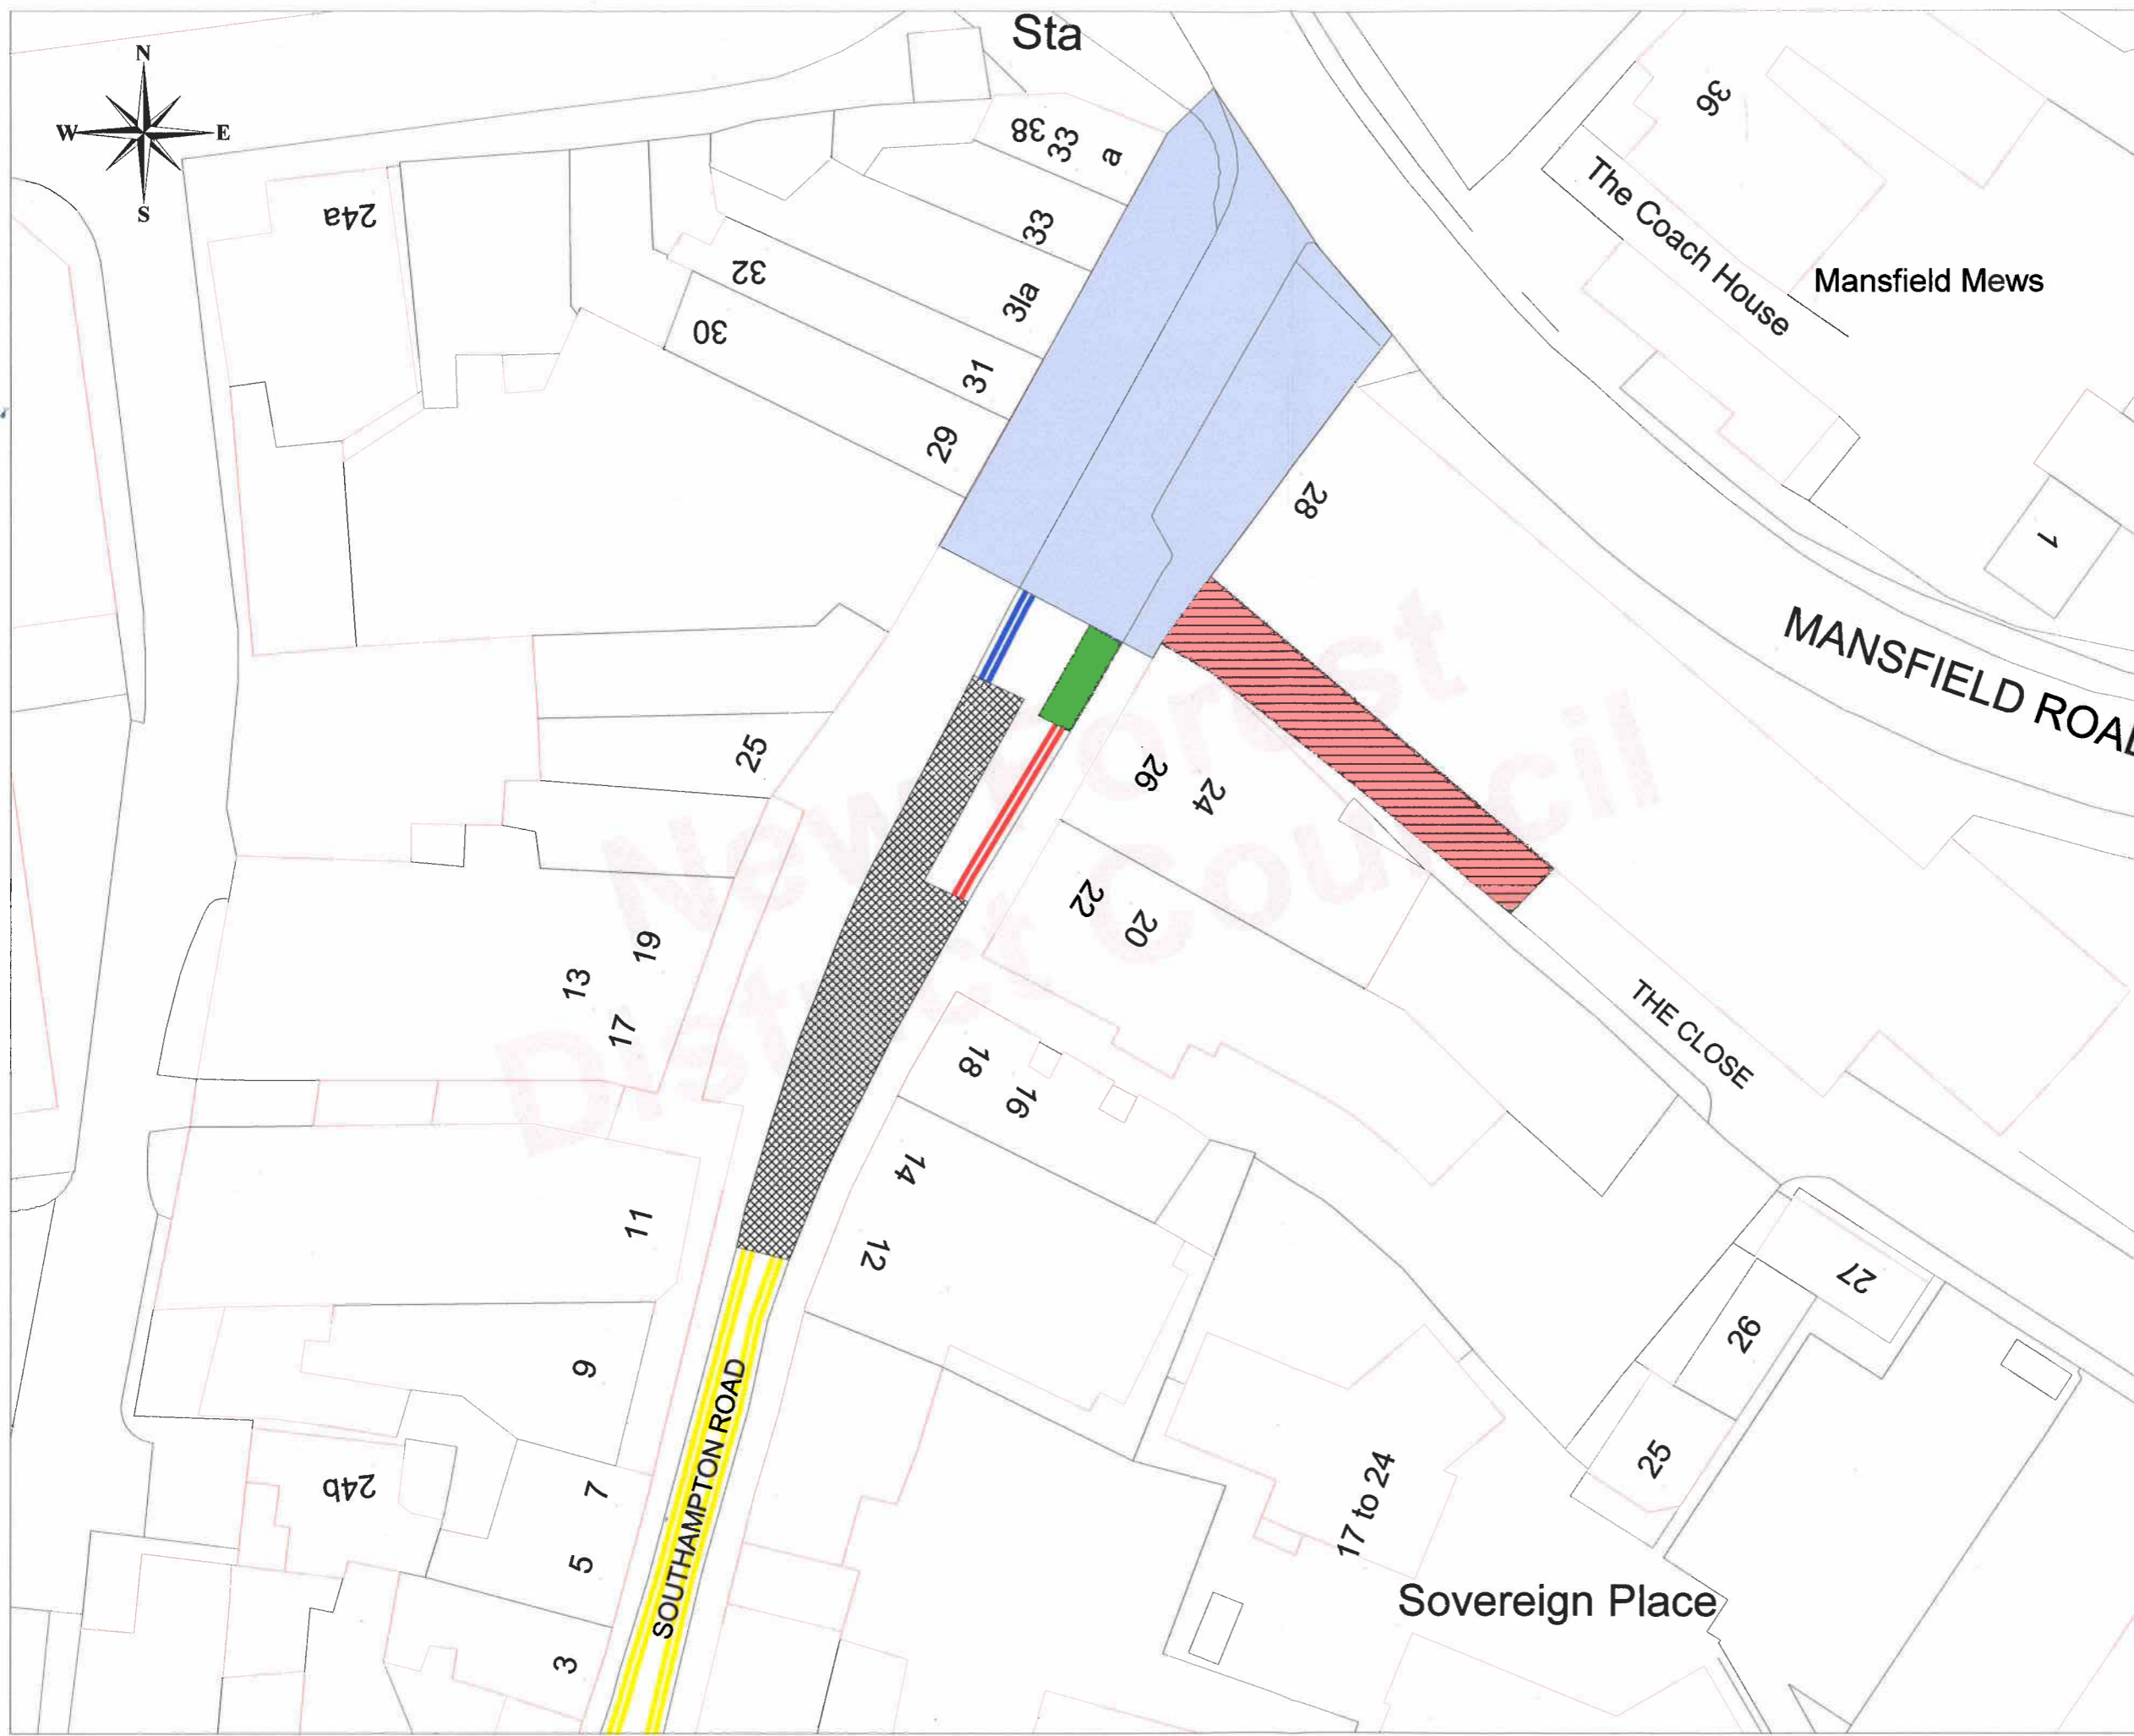 Sta
N
W E
S
36
The Coach House
Mansfield Mews
38
33
a
33
24a
32
31a
30
31
29
28
1
MANSFIELD ROAD
New Forest
District Council
25
26
24
22
20
19
13
17
THE CLOSE
18
16
14
11
12
27
26
9
25
SOUTHAMPTON ROAD
24b
7
17 to 24
5
Sovereign Place
3